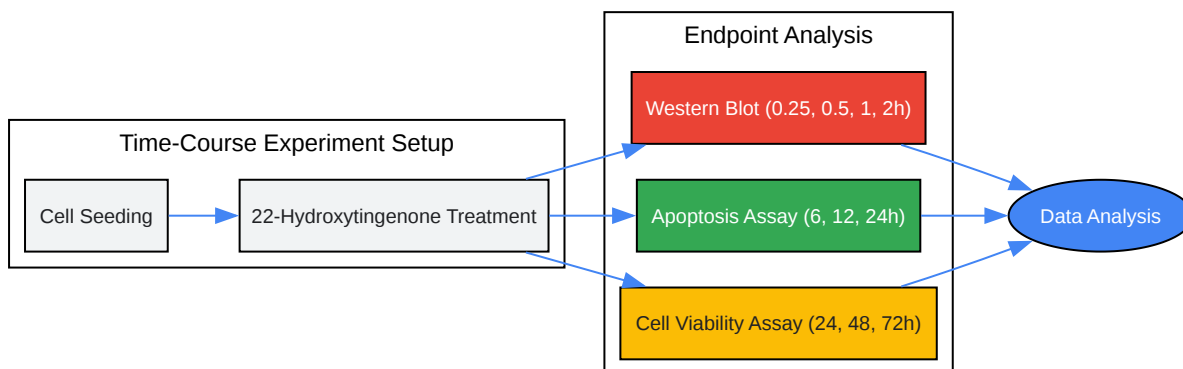 Endpoint Analysis
Western Blot (0.25, 0.5, 1, 2h)
Time-Course Experiment Setup
Cell Seeding
22-Hydroxytingenone Treatment
Apoptosis Assay (6, 12, 24h)
Data Analysis
Cell Viability Assay (24, 48, 72h)